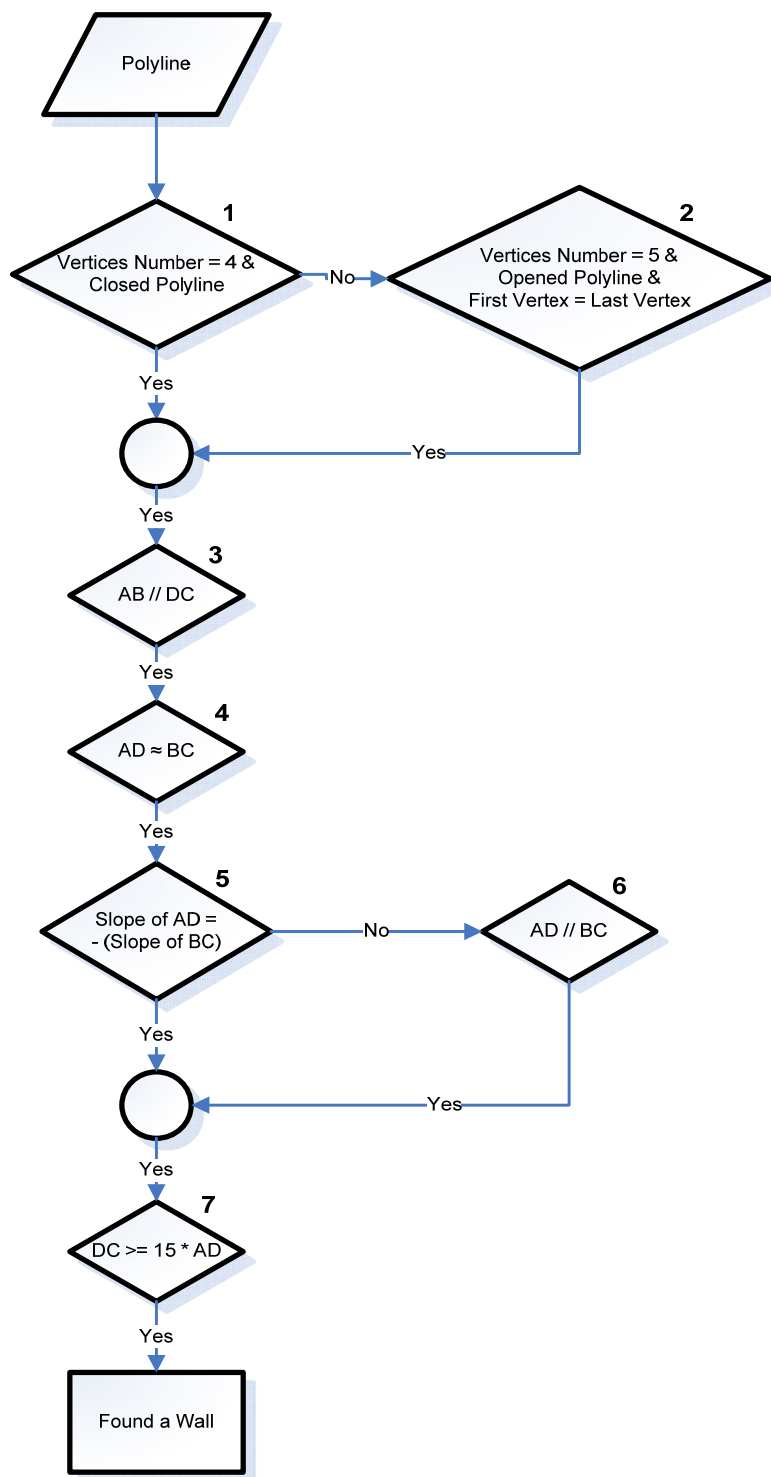 Polyline
1
Vertices Number = 4 &
Closed Polyline
No
2
Vertices Number = 5 &
Opened Polyline &
First Vertex = Last Vertex
Yes
Yes
Yes
3
AB // DC
Yes
4
AD ≈ BC
Yes
5
Slope of AD =
- (Slope of BC)
No
6
AD // BC
Yes
Yes
Yes
7
DC >= 15 * AD
Yes
Found a Wall